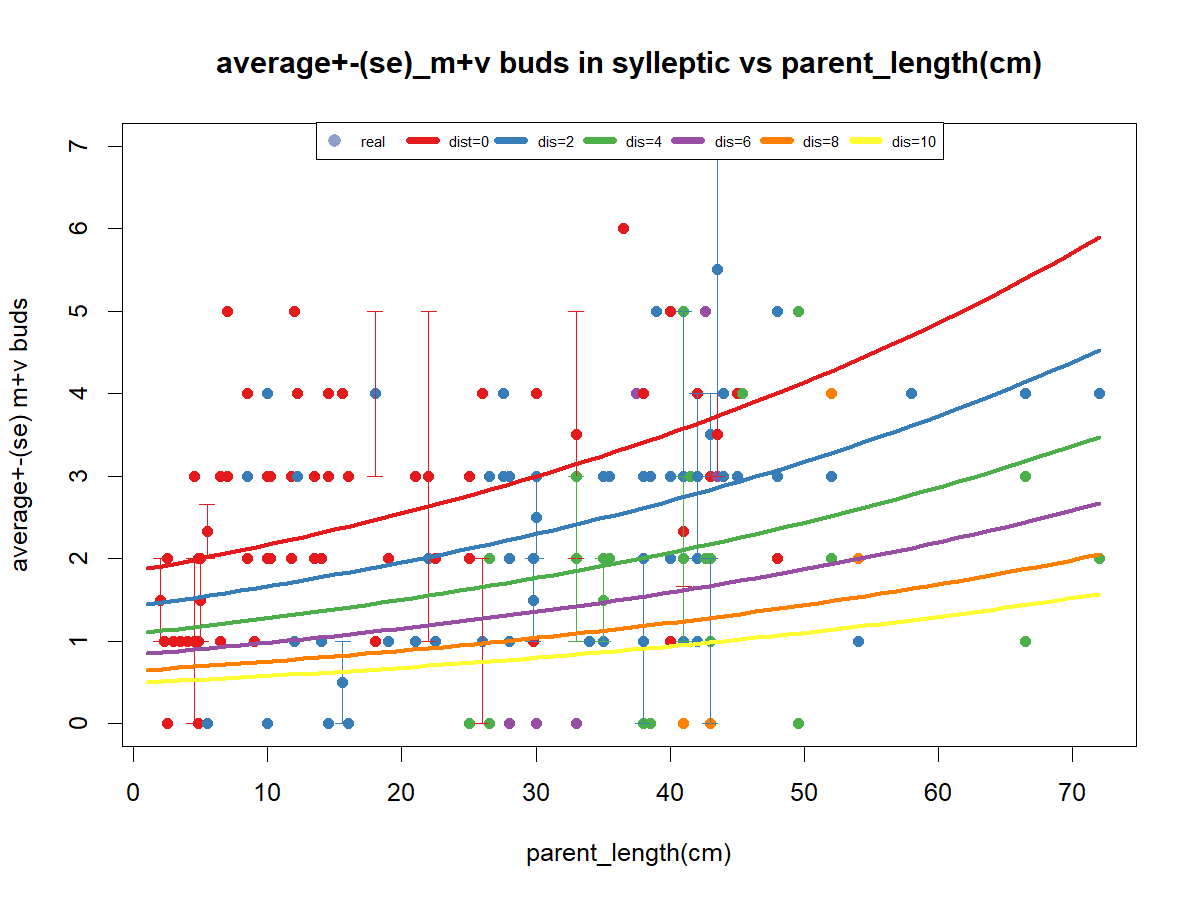 average+-(se)_m+v buds in sylleptic vs parent_length(cm)
real dist=0 dis=2 dis=4 dis=6 dis=8 dis=10
average+-(se) m+v buds
7
6
5
4
3
2
1
0
0 10 20 30 40 50 60 70
parent_length(cm)